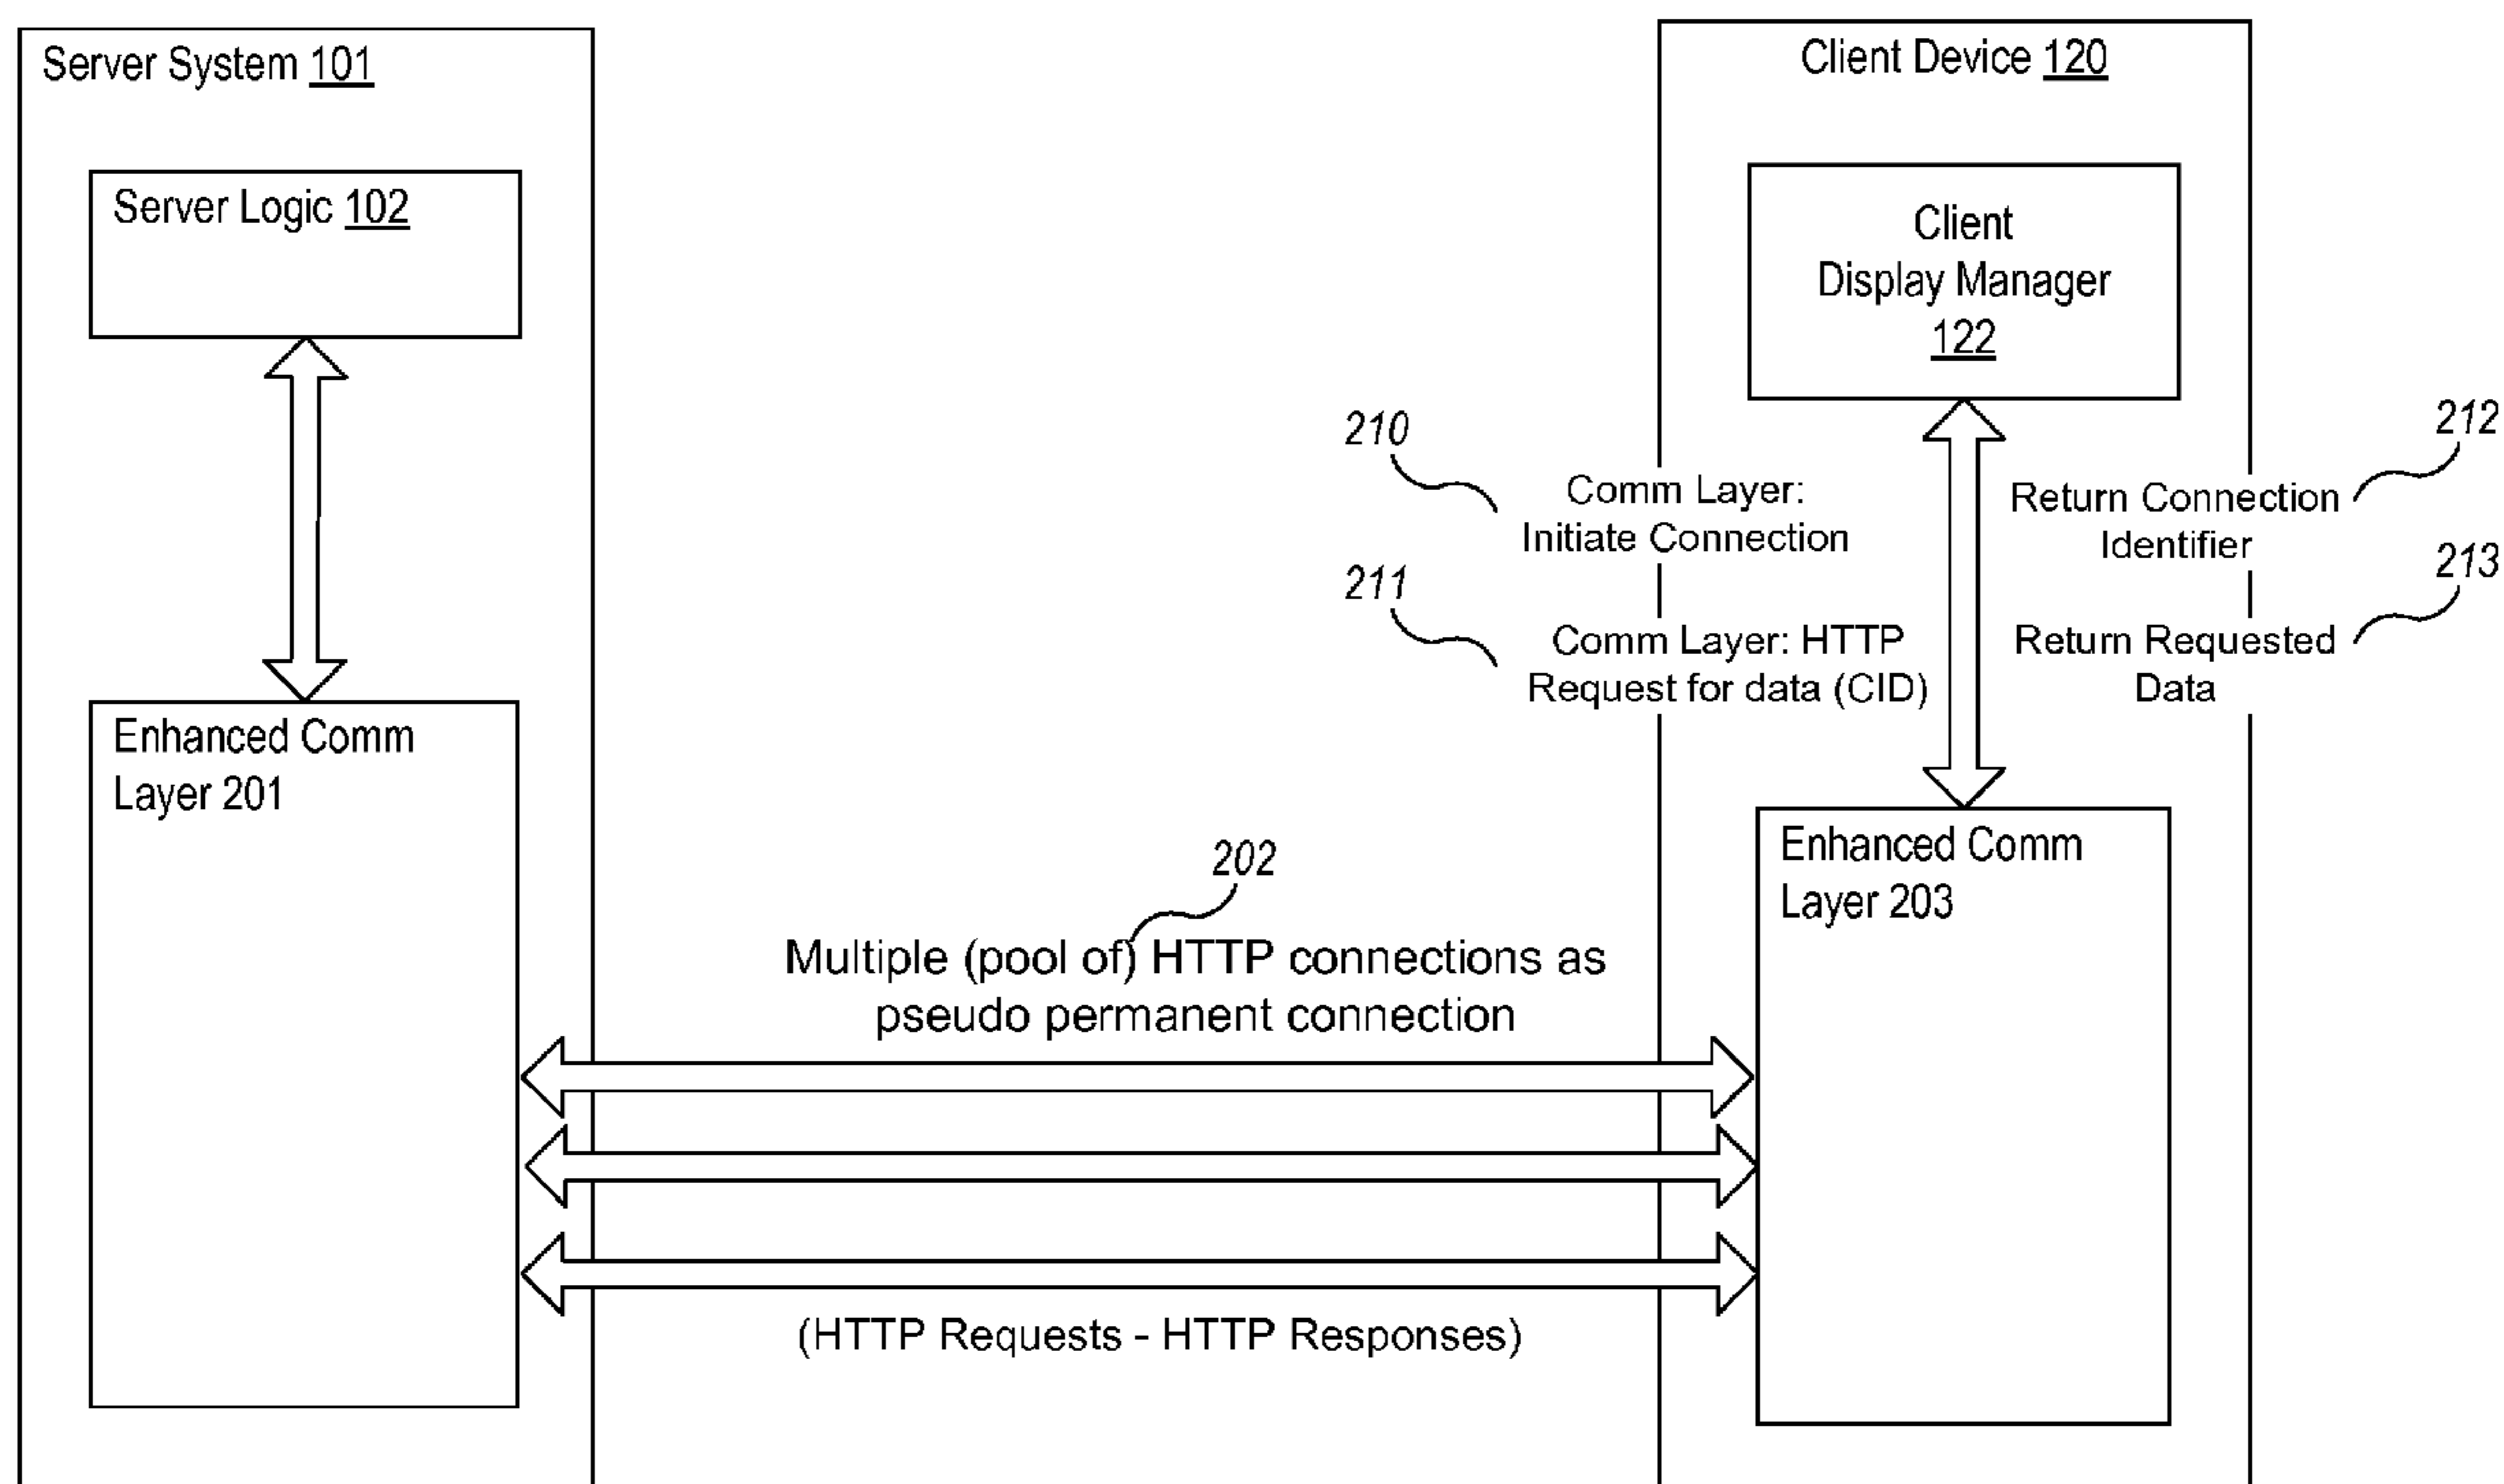 Server System 101
Server Logic 102
Enhanced Comm
Layer 201
202
Multiple (pool of) HTTP connections as
pseudo permanent connection
(HTTP Requests - HTTP Responses)
Client Device 120
Client
Display Manager
122
210
Comm Layer:
Initiate Connection
211
Comm Layer: HTTP
Request for data (CID)
212
Return Connection
Identifier
213
Return Requested
Data
Enhanced Comm
Layer 203